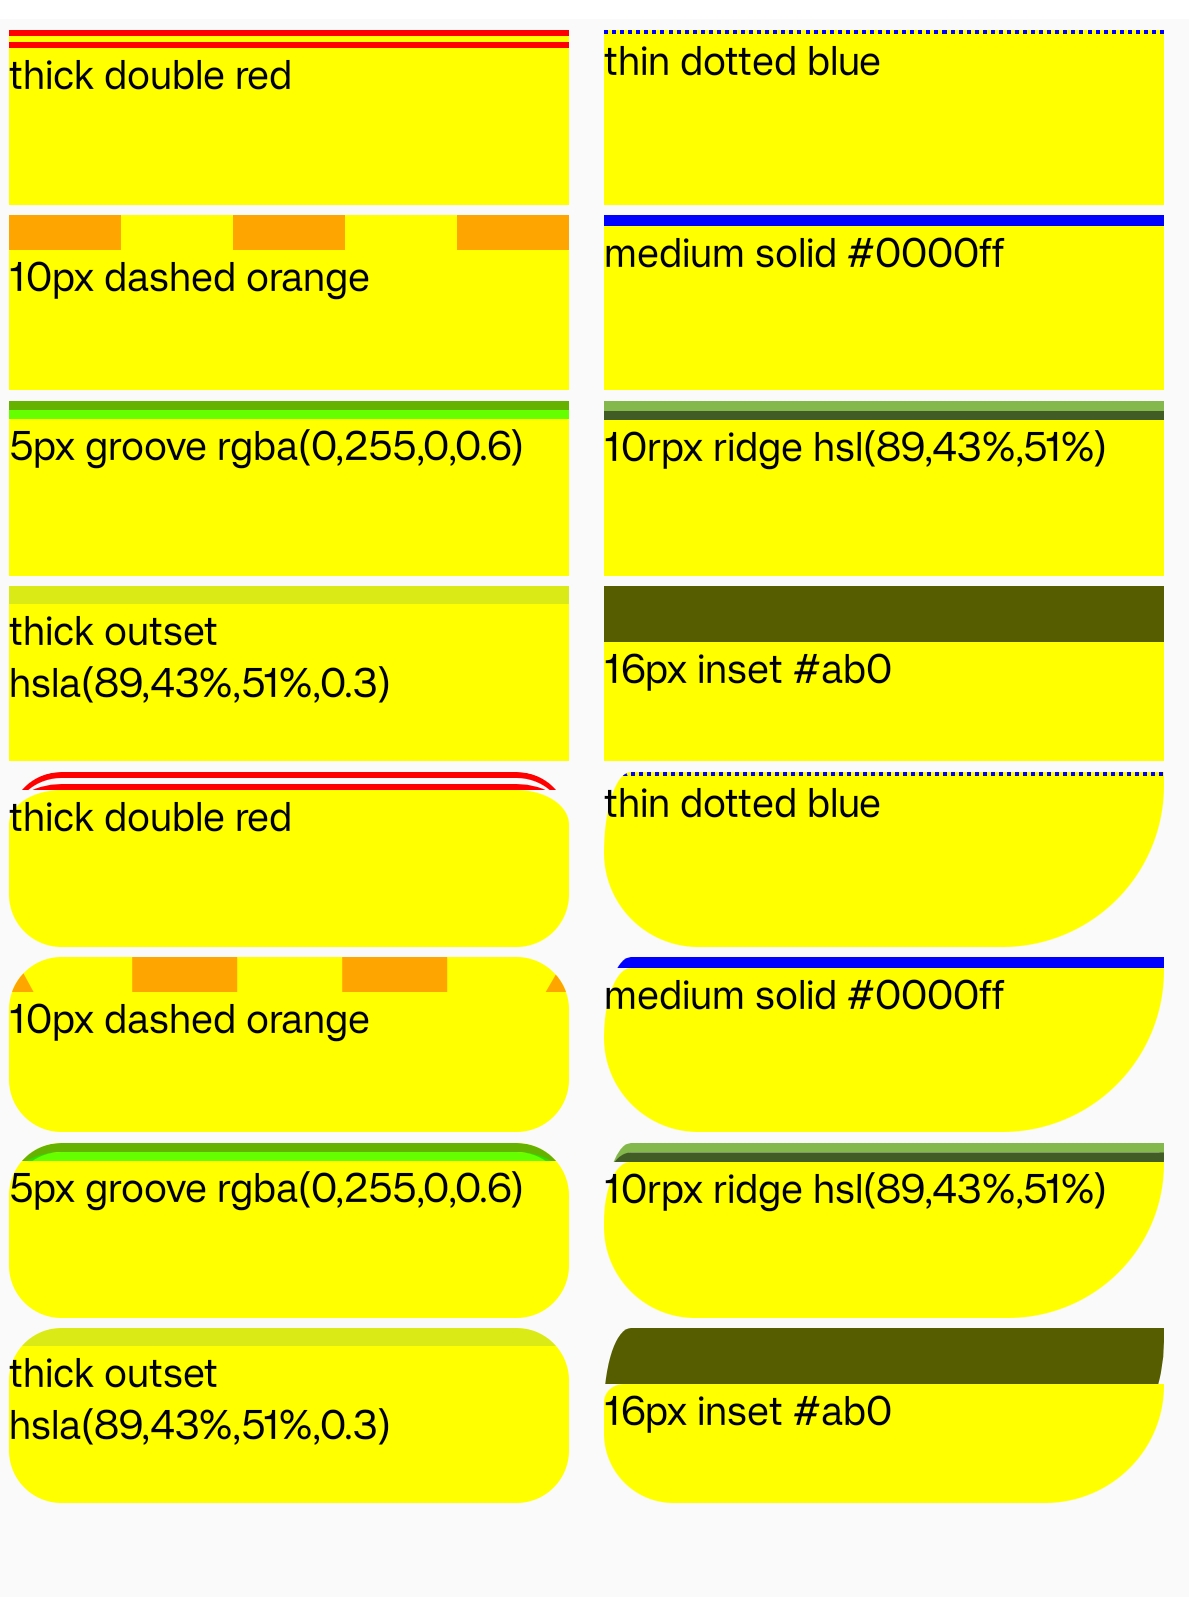 thick double red
thin dotted blue
10px dashed orange
medium solid #0000ff
5px groove rgba(0,255,0,0.6)
10rpx ridge hsl(89,43%,51%)
thick outset
hsla(89,43%,51%,0.3)
16px inset #ab0
thick double red
thin dotted blue
10px dashed orange
medium solid #0000ff
5px groove rgba(0,255,0,0.6)
10rpx ridge hsl(89,43%,51%)
thick outset
hsla(89,43%,51%,0.3)
16px inset #ab0